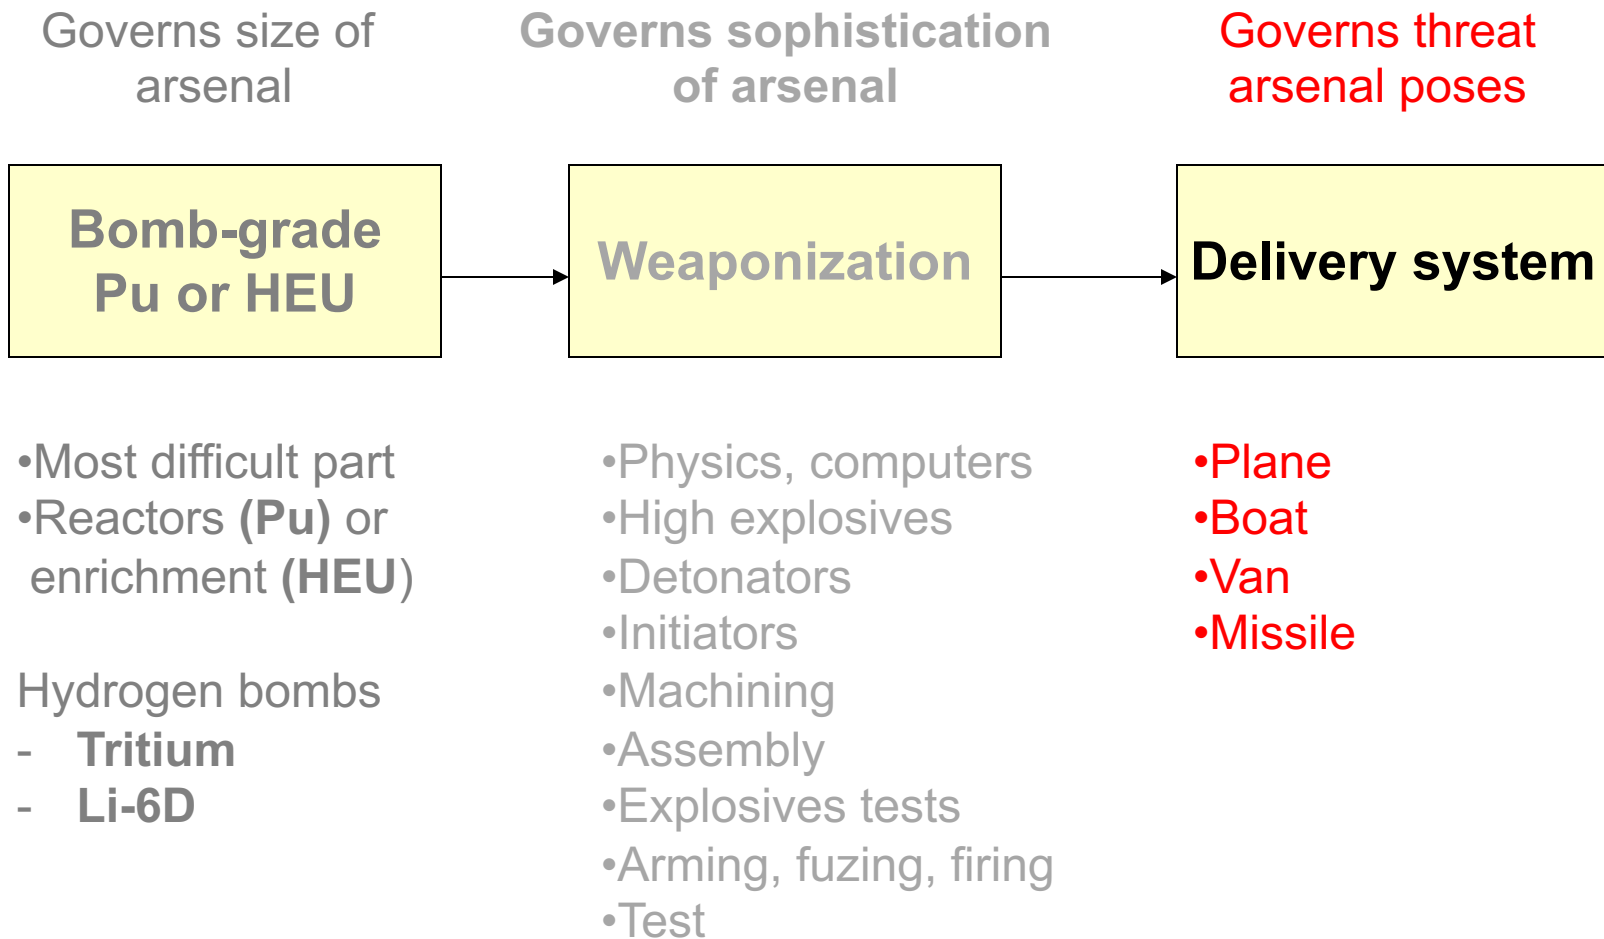 Governs size of
arsenal
Governs sophistication
of arsenal
Governs threat
arsenal poses
Bomb-grade
Pu or HEU
Weaponization
Delivery system
•Most difficult part
•Reactors (Pu) or
enrichment (HEU)
Hydrogen bombs
- Tritium
- Li-6D
•Physics, computers
•High explosives
•Detonators
•Initiators
•Machining
•Assembly
•Explosives tests
•Arming, fuzing, firing
•Test
•Plane
•Boat
•Van
•Missile